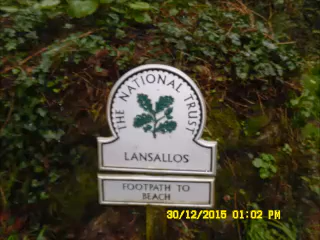 THE NATIONAL TRUST
LANSALLOS
FOOTPATH TO
BEACH
30/12/2015 01:02 PM